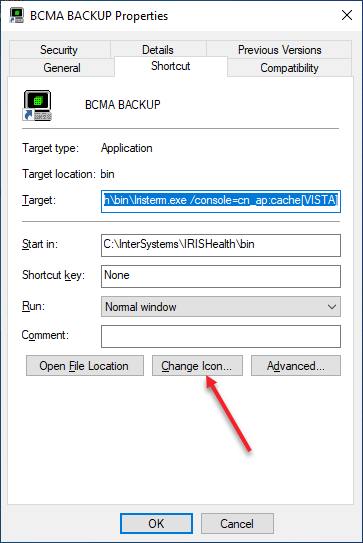 BCMA BACKUP Properties
Security Details Previous Versions
General Shortcut Compatibility
BCMA BACKUP
Target type: Application
Target location: bin
Target: h\bin\Iristerm.exe /console=cn_ap:cache[VISTA]
Start in: C:\InterSystems\IRISHealth\bin
Shortcut key: None
Run: Normal window
Comment:
Open File Location Change Icon... Advanced...
OK Cancel